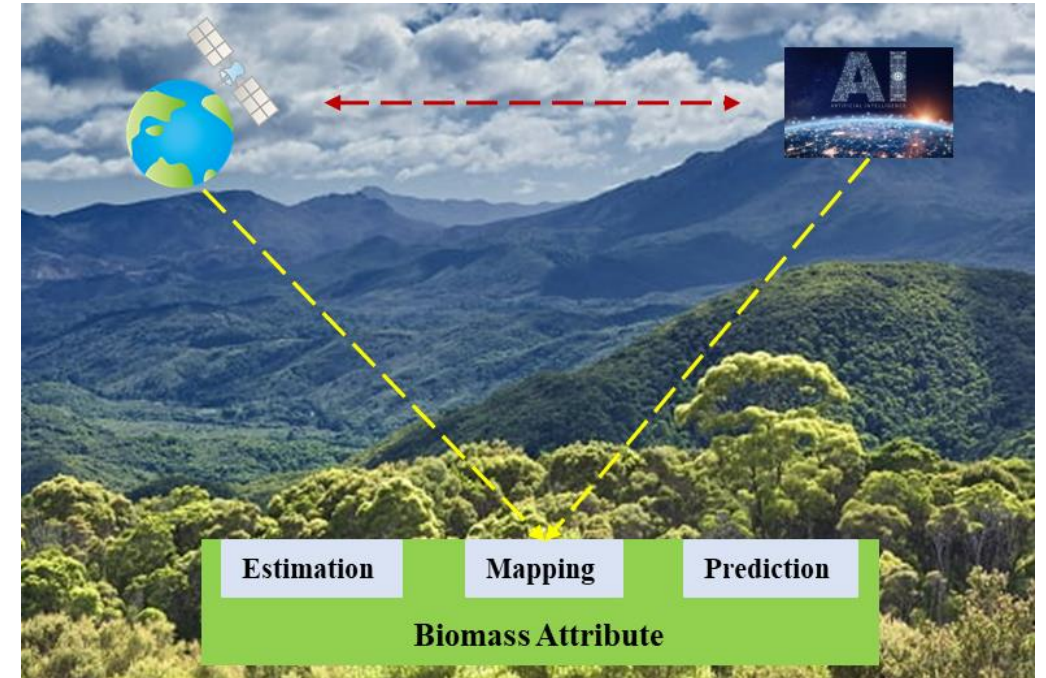 AI
ARTIFICIAL INTELLIGENCE
Estimation
Mapping
Prediction
Biomass Attribute